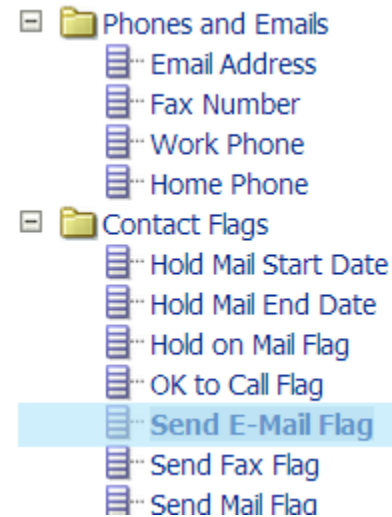 Phones and Emails
Email Address
Fax Number
Work Phone
Home Phone
Contact Flags
Hold Mail Start Date
Hold Mail End Date
Hold on Mail Flag
OK to Call Flag
Send E-Mail Flag
Send Fax Flag
Send Mail Flag